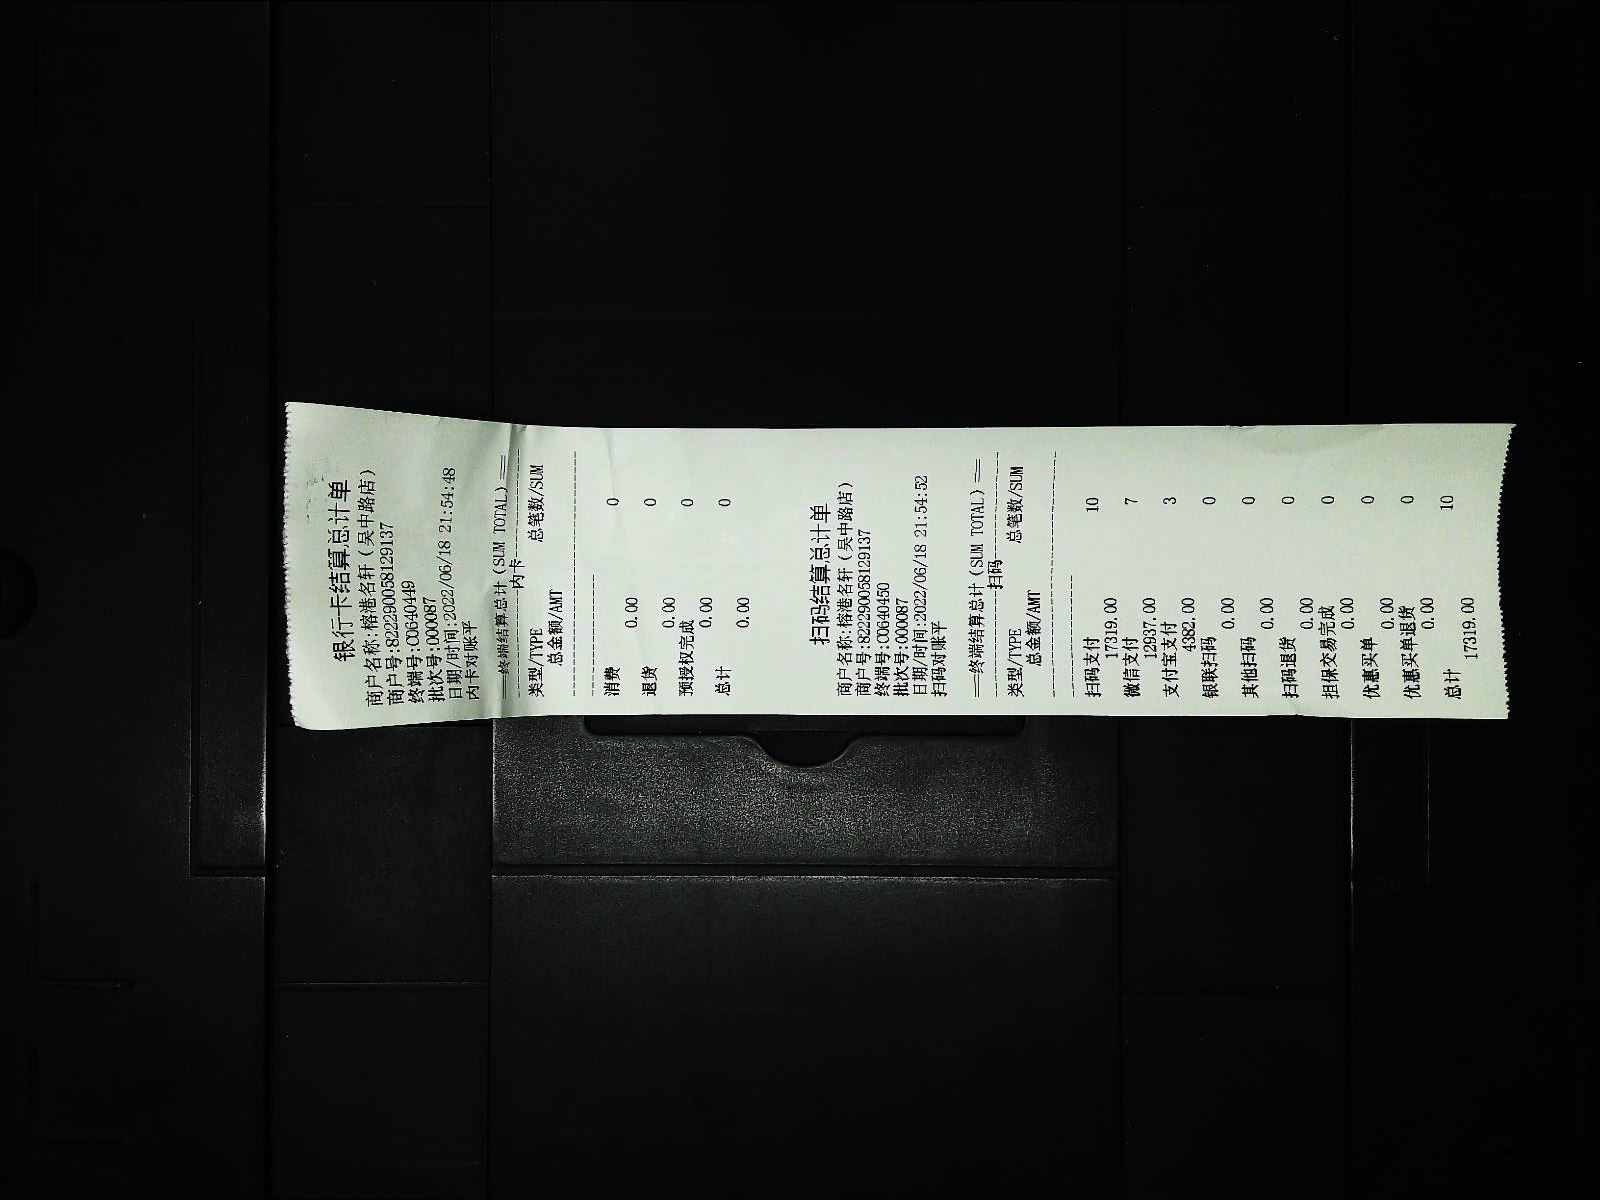 银行卡结算总计单
商户名称:榕港名轩（吴中路店）
商户号:82229005812​9137
终端号:C0640449
批次号:000087
日期/时间:2022/06/18 21:54:48
内卡对账平
==终端结算总计（SUM TOTAL）==
----------内卡----------
类型/TYPE 总笔数/SUM
总金额/AMT
消费 0
0.00
退货 0
0.00
预授权完成 0
0.00
总计 0
0.00
扫码结算总计单
商户名称:榕港名轩（吴中路店）
商户号:822290058129137
终端号:C0640450
批次号:000087
日期/时间:2022/06/18 21:54:52
扫码对账平
==终端结算总计（SUM TOTAL）==
----------扫码----------
类型/TYPE 总笔数/SUM
总金额/AMT
扫码支付 10
17319.00
微信支付 7
12937.00
支付宝支付 3
4382.00
银联扫码 0
0.00
其他扫码 0
0.00
扫码退货 0
0.00
担保交易完成 0
0.00
优惠买单 0
0.00
优惠买单退货 0
0.00
总计 10
17319.00